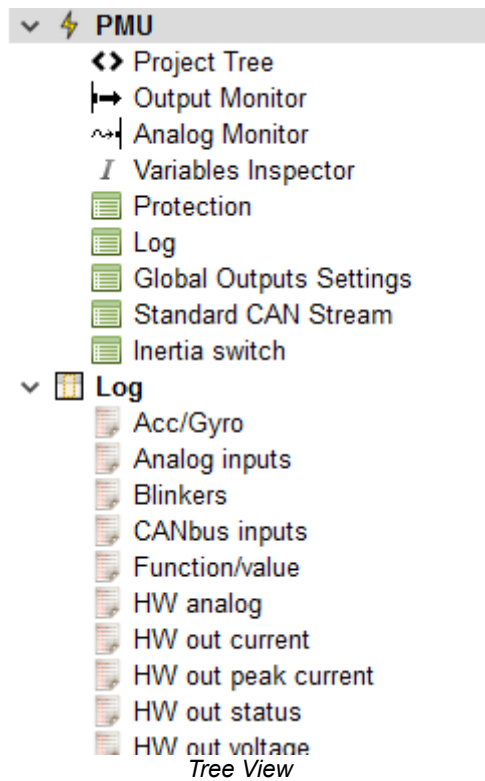 PMU
Project Tree
Output Monitor
Analog Monitor
Variables Inspector
Protection
Log
Global Outputs Settings
Standard CAN Stream
Inertia switch
Log
Acc/Gyro
Analog inputs
Blinkers
CANbus inputs
Function/value
HW analog
HW out current
HW out peak current
HW out status
HW out voltage
Tree View